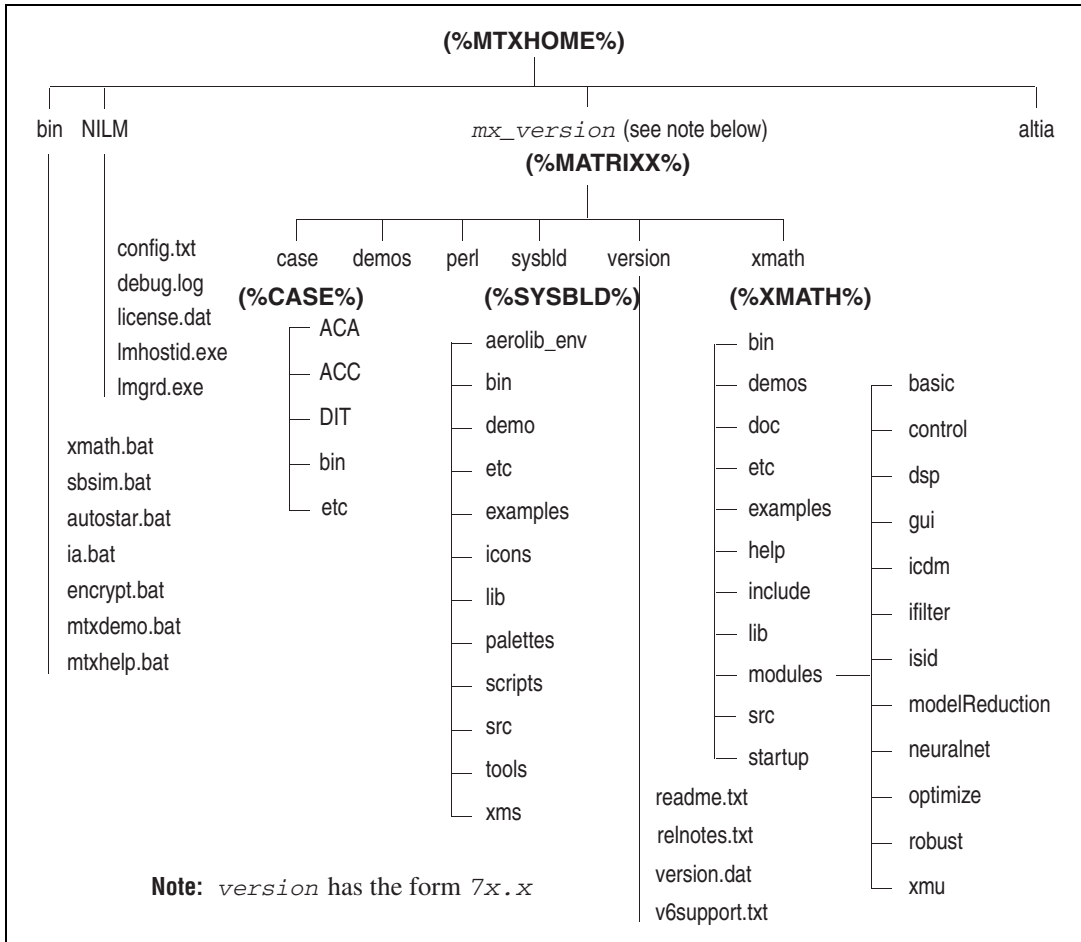 (%MTXHOME%)
bin NILM mx_version (see note below) altia
(%MATRIXX%)
config.txt
debug.log
license.dat
lmhostid.exe
lmgrd.exe
xmath.bat
sbsim.bat
autostar.bat
ia.bat
encrypt.bat
mtxdemo.bat
mtxhelp.bat
case demos perl sysbld version xmath
(%CASE%) (%SYSBLD%) (%XMATH%)
ACA
ACC
DIT
bin
etc
aerolib_env
bin
demo
etc
examples
icons
lib
palettes
scripts
src
tools
xms
readme.txt
relnotes.txt
version.dat
v6support.txt
bin
demos
doc
etc
examples
help
include
lib
modules
src
startup
basic
control
dsp
gui
icdm
ifilter
isid
modelReduction
neuralnet
optimize
robust
xmu
Note: version has the form 7x.x